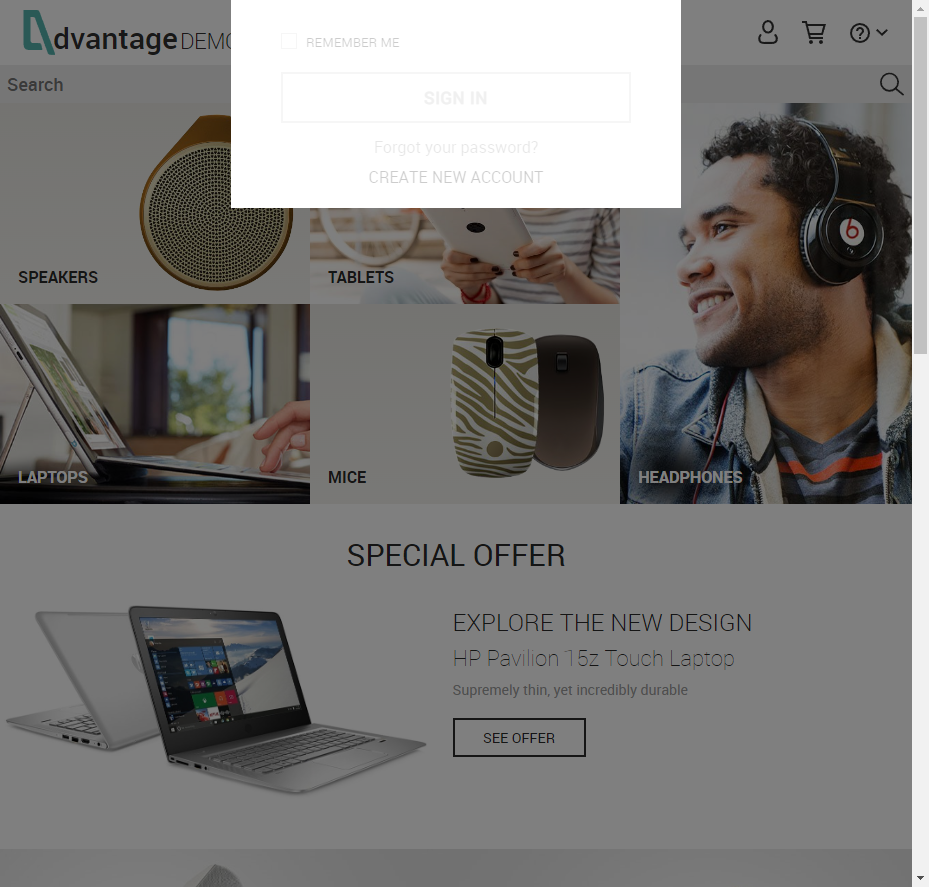 dvantage DEMO
REMEMBER ME
SIGN IN
Forgot your password?
CREATE NEW ACCOUNT
Search
SPEAKERS
TABLETS
LAPTOPS
MICE
HEADPHONES
SPECIAL OFFER
EXPLORE THE NEW DESIGN
HP Pavilion 15z Touch Laptop
Supremely thin, yet incredibly durable
SEE OFFER